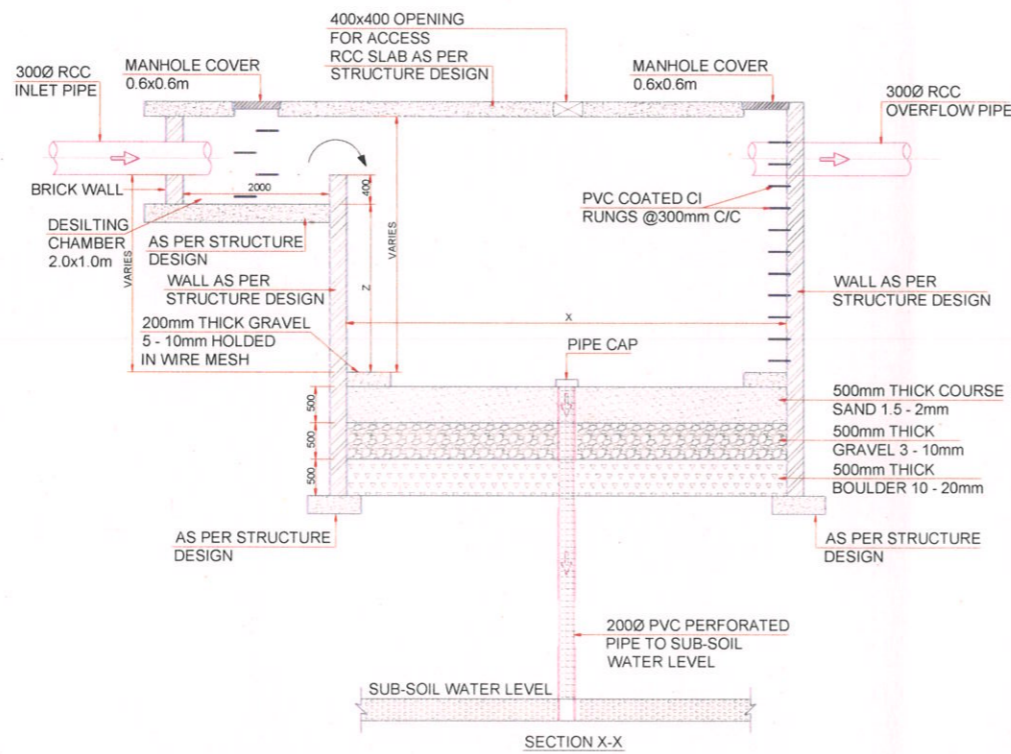 400x400 OPENING
FOR ACCESS
RCC SLAB AS PER
STRUCTURE DESIGN
300Ø RCC
INLET PIPE
MANHOLE COVER
0.6x0.6m
MANHOLE COVER
0.6x0.6m
300Ø RCC
OVERFLOW PIPE
BRICK WALL
2000
400
DESILTING
CHAMBER
2.0x1.0m
VARIES
AS PER STRUCTURE
DESIGN
VARIES
Z
PVC COATED CI
RUNGS @300mm C/C
WALL AS PER
STRUCTURE DESIGN
WALL AS PER
STRUCTURE DESIGN
X
200mm THICK GRAVEL
5 - 10mm HOLDED
IN WIRE MESH
PIPE CAP
500
500
500
500mm THICK COURSE
SAND 1.5 - 2mm
500mm THICK
GRAVEL 3 - 10mm
500mm THICK
BOULDER 10 - 20mm
AS PER STRUCTURE
DESIGN
AS PER STRUCTURE
DESIGN
200Ø PVC PERFORATED
PIPE TO SUB-SOIL
WATER LEVEL
SUB-SOIL WATER LEVEL
SECTION X-X